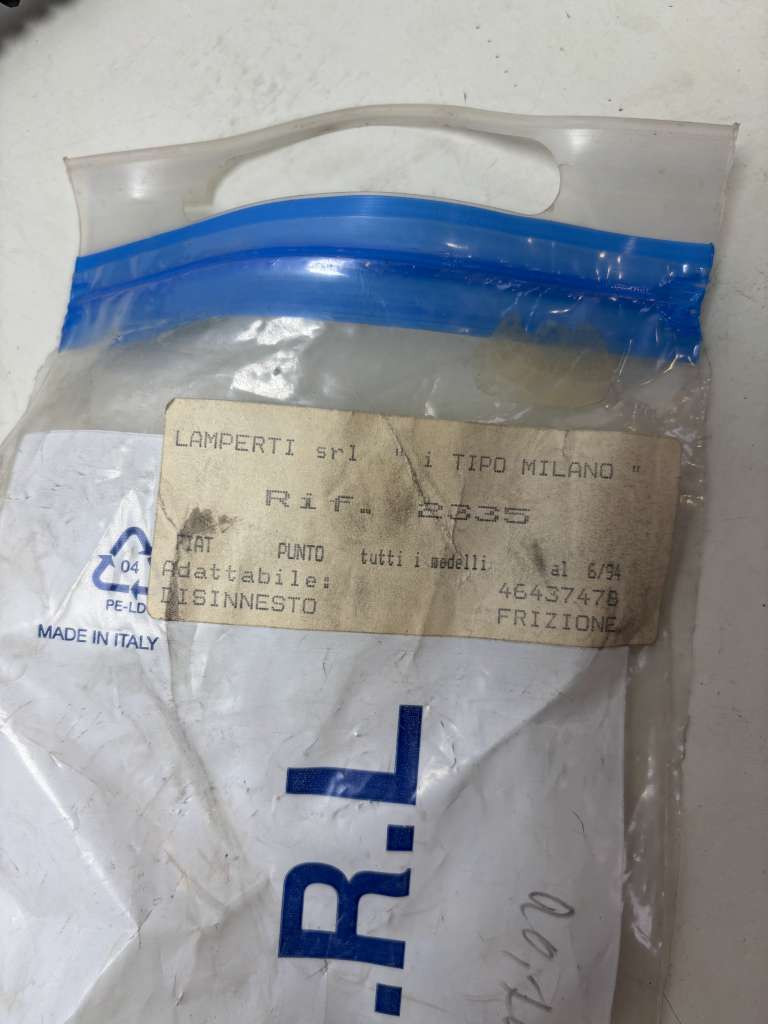 LAMPERTI srl " i TIPO MILANO "
Rif. 2335
FIAT PUNTO tutti i modelli al 6/94
Adattabile: 46437478
DISINNESTO FRIZIONE
04
PE-LD
MADE IN ITALY
.R.L